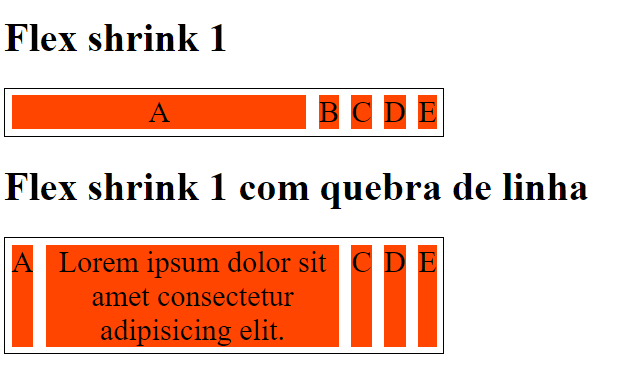 Flex shrink 1
A B C D E
Flex shrink 1 com quebra de linha
A Lorem ipsum dolor sit C D E
amet consectetur
adipisicing elit.